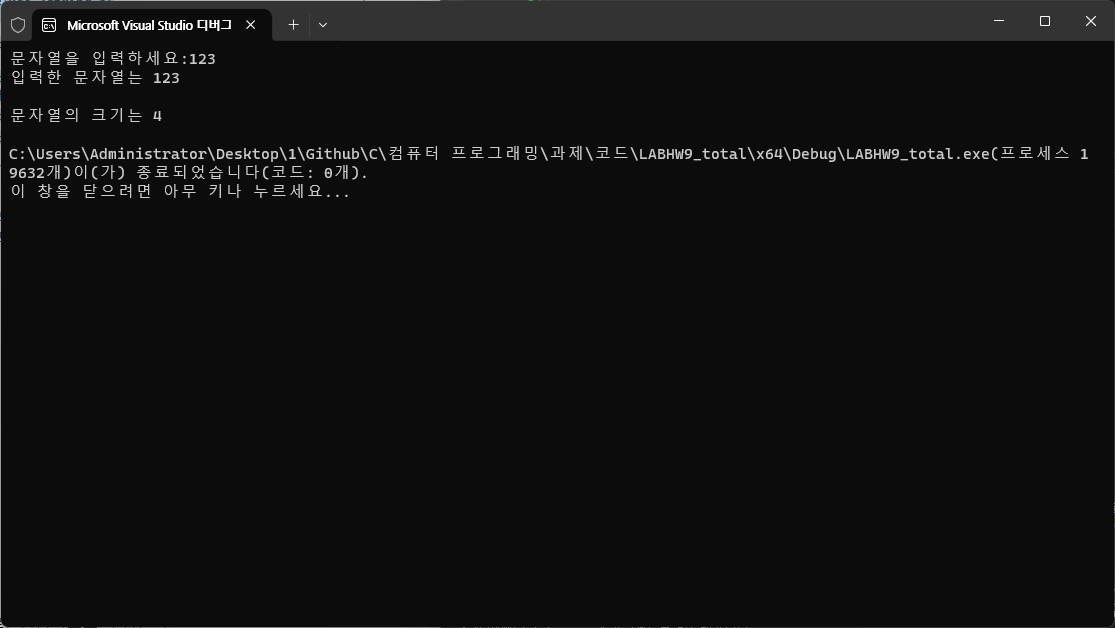 Microsoft Visual Studio 디버그
문자열을 입력하세요:123
입력한 문자열는 123
문자열의 크기는 4
C:\Users\Administrator\Desktop\1\Github\C\컴퓨터 프로그래밍\과제\코드\LABHW9_total\x64\Debug\LABHW9_total.exe(프로세스 1
9632개)이(가) 종료되었습니다(코드: 0개).
이 창을 닫으려면 아무 키나 누르세요...